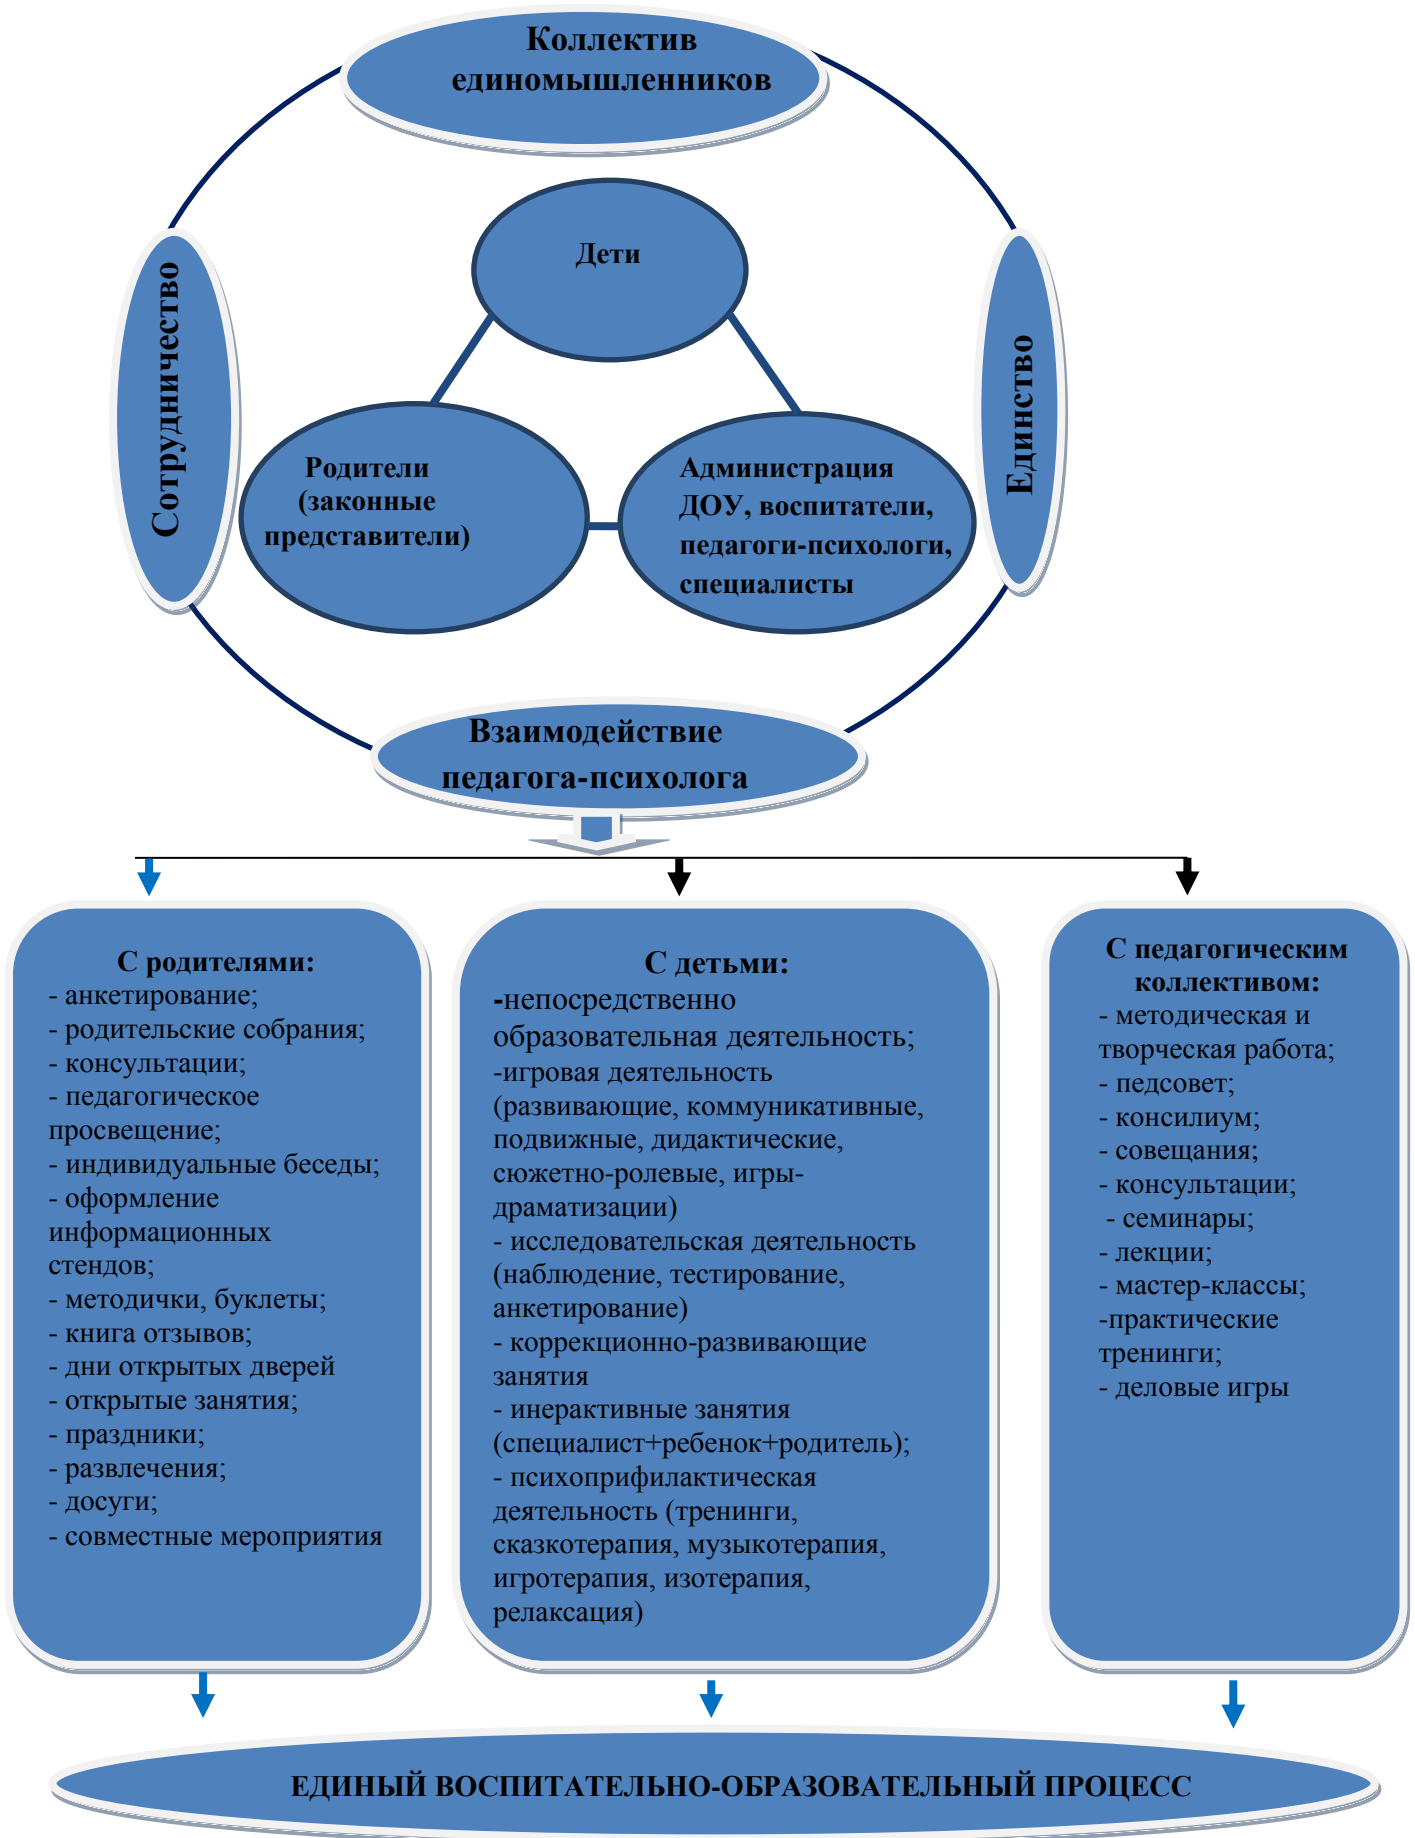 Коллектив
единомышленников
Дети
Сотрудничество
Единство
Родители
(законные
представители)
Администрация
ДОУ, воспитатели,
педагоги-психологи,
специалисты
Взаимодействие
педагога-психолога
С родителями:
- анкетирование;
- родительские собрания;
- консультации;
- педагогическое
просвещение;
- индивидуальные беседы;
- оформление
информационных
стендов;
- методички, буклеты;
- книга отзывов;
- дни открытых дверей
- открытые занятия;
- праздники;
- развлечения;
- досуги;
- совместные мероприятия
С детьми:
-непосредственно
образовательная деятельность;
-игровая деятельность
(развивающие, коммуникативные,
подвижные, дидактические,
сюжетно-ролевые, игры-
драматизации)
- исследовательская деятельность
(наблюдение, тестирование,
анкетирование)
- коррекционно-развивающие
занятия
- инерактивные занятия
(специалист+ребенок+родитель);
- психоприфилактическая
деятельность (тренинги,
сказкотерапия, музыкотерапия,
игротерапия, изотерапия,
релаксация)
С педагогическим
коллективом:
- методическая и
творческая работа;
- педсовет;
- консилиум;
- совещания;
- консультации;
- семинары;
- лекции;
- мастер-классы;
-практические
тренинги;
- деловые игры
ЕДИНЫЙ ВОСПИТАТЕЛЬНО-ОБРАЗОВАТЕЛЬНЫЙ ПРОЦЕСС